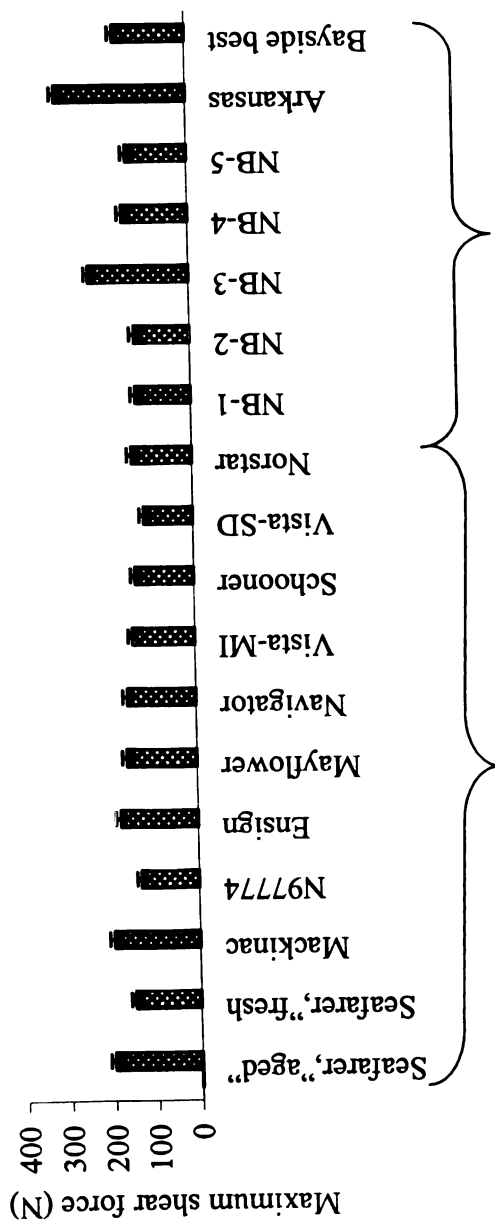 Maximum shear force (N)
400
300
200
100
0
Seafarer,"aged"
Seafarer,"fresh
Mackinac
N97774
Ensign
Mayflower
Navigator
Vista-MI
Schooner
Vista-SD
Norstar
NB-1
NB-2
NB-3
NB-4
NB-5
Arkansas
Bayside best